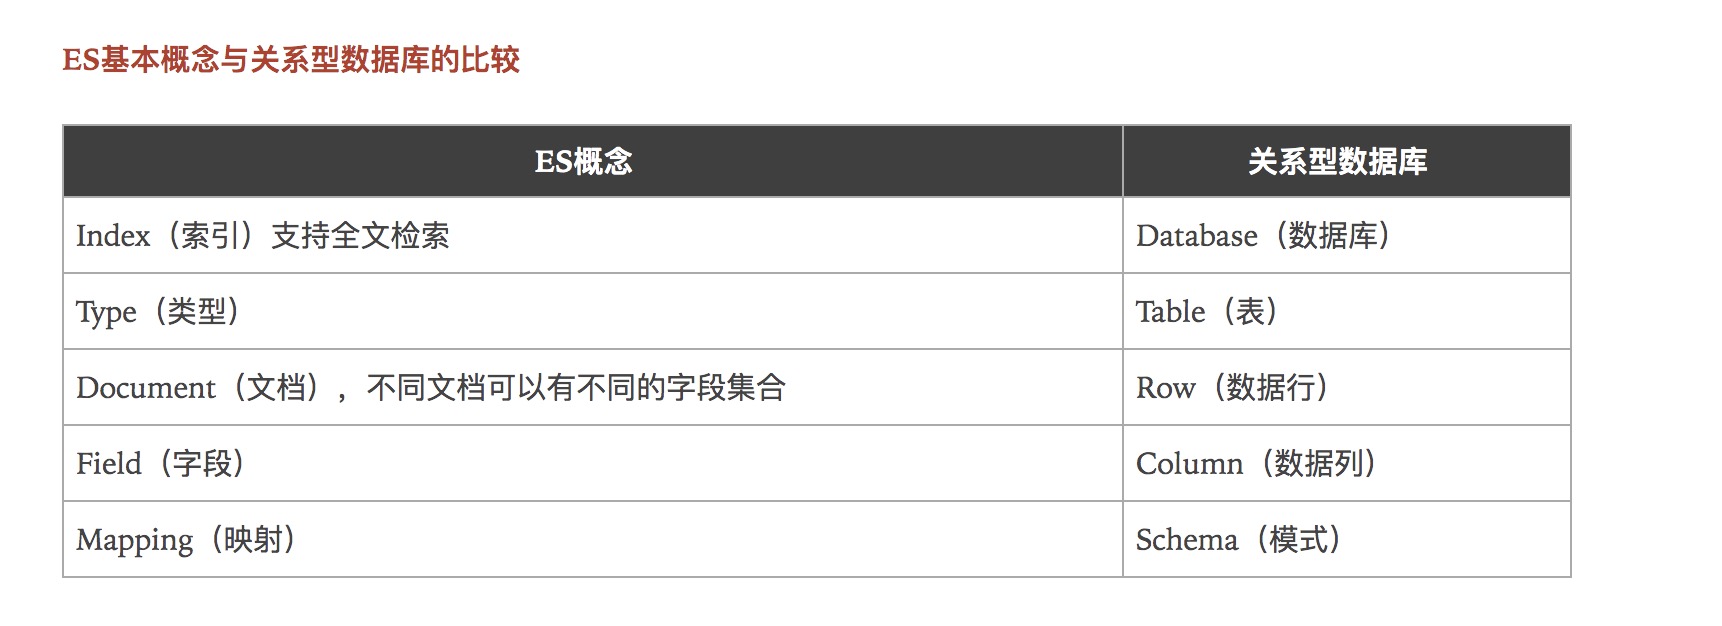 ES基本概念与关系型数据库的比较
ES概念 关系型数据库
Index（索引）支持全文检索 Database（数据库）
Type（类型） Table（表）
Document（文档），不同文档可以有不同的字段集合 Row（数据行）
Field（字段） Column（数据列）
Mapping（映射） Schema（模式）